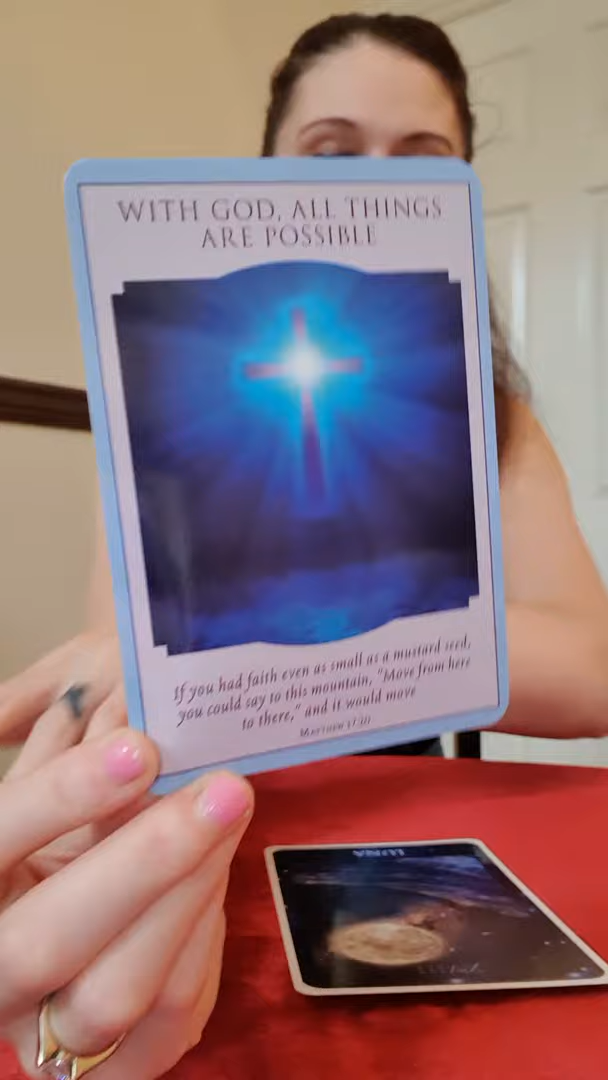 WITH GOD, ALL THINGS
ARE POSSIBLE
If you had faith even as small as a mustard seed,
you could say to this mountain, "Move from here
to there," and it would move
MATTHEW 17:20
LUNA